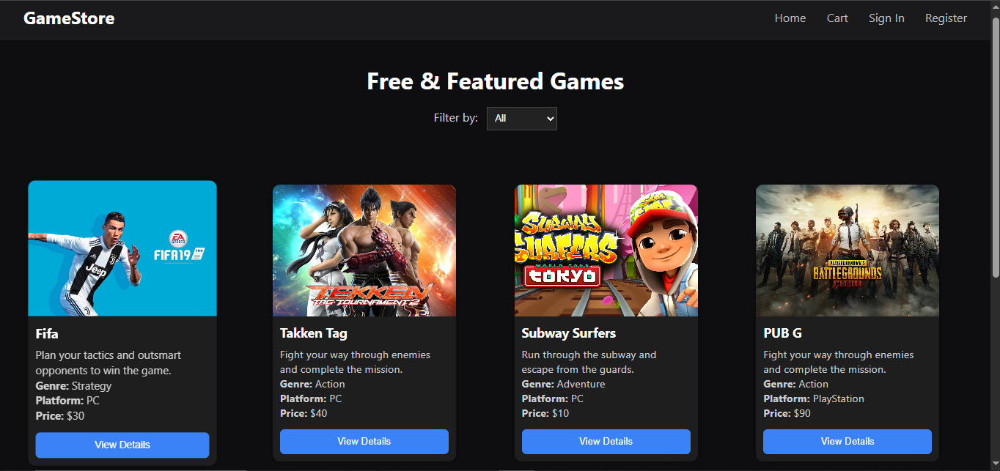 GameStore
Home Cart Sign In Register
Free & Featured Games
Filter by: All
EA
SPORTS
FIFA19
Jeep
Fifa
Plan your tactics and outsmart
opponents to win the game.
Genre: Strategy
Platform: PC
Price: $30
View Details
TEKKEN
TAG TOURNAMENT 2
Takken Tag
Fight your way through enemies
and complete the mission.
Genre: Action
Platform: PC
Price: $40
View Details
SUBWAY
SURFERS
WORLD TOUR
TOKYO
Subway Surfers
Run through the subway and
escape from the guards.
Genre: Adventure
Platform: PC
Price: $10
View Details
PLAYERUNKNOWN'S
BATTLEGROUNDS
MOBILE
PUB G
Fight your way through enemies
and complete the mission.
Genre: Action
Platform: PlayStation
Price: $90
View Details